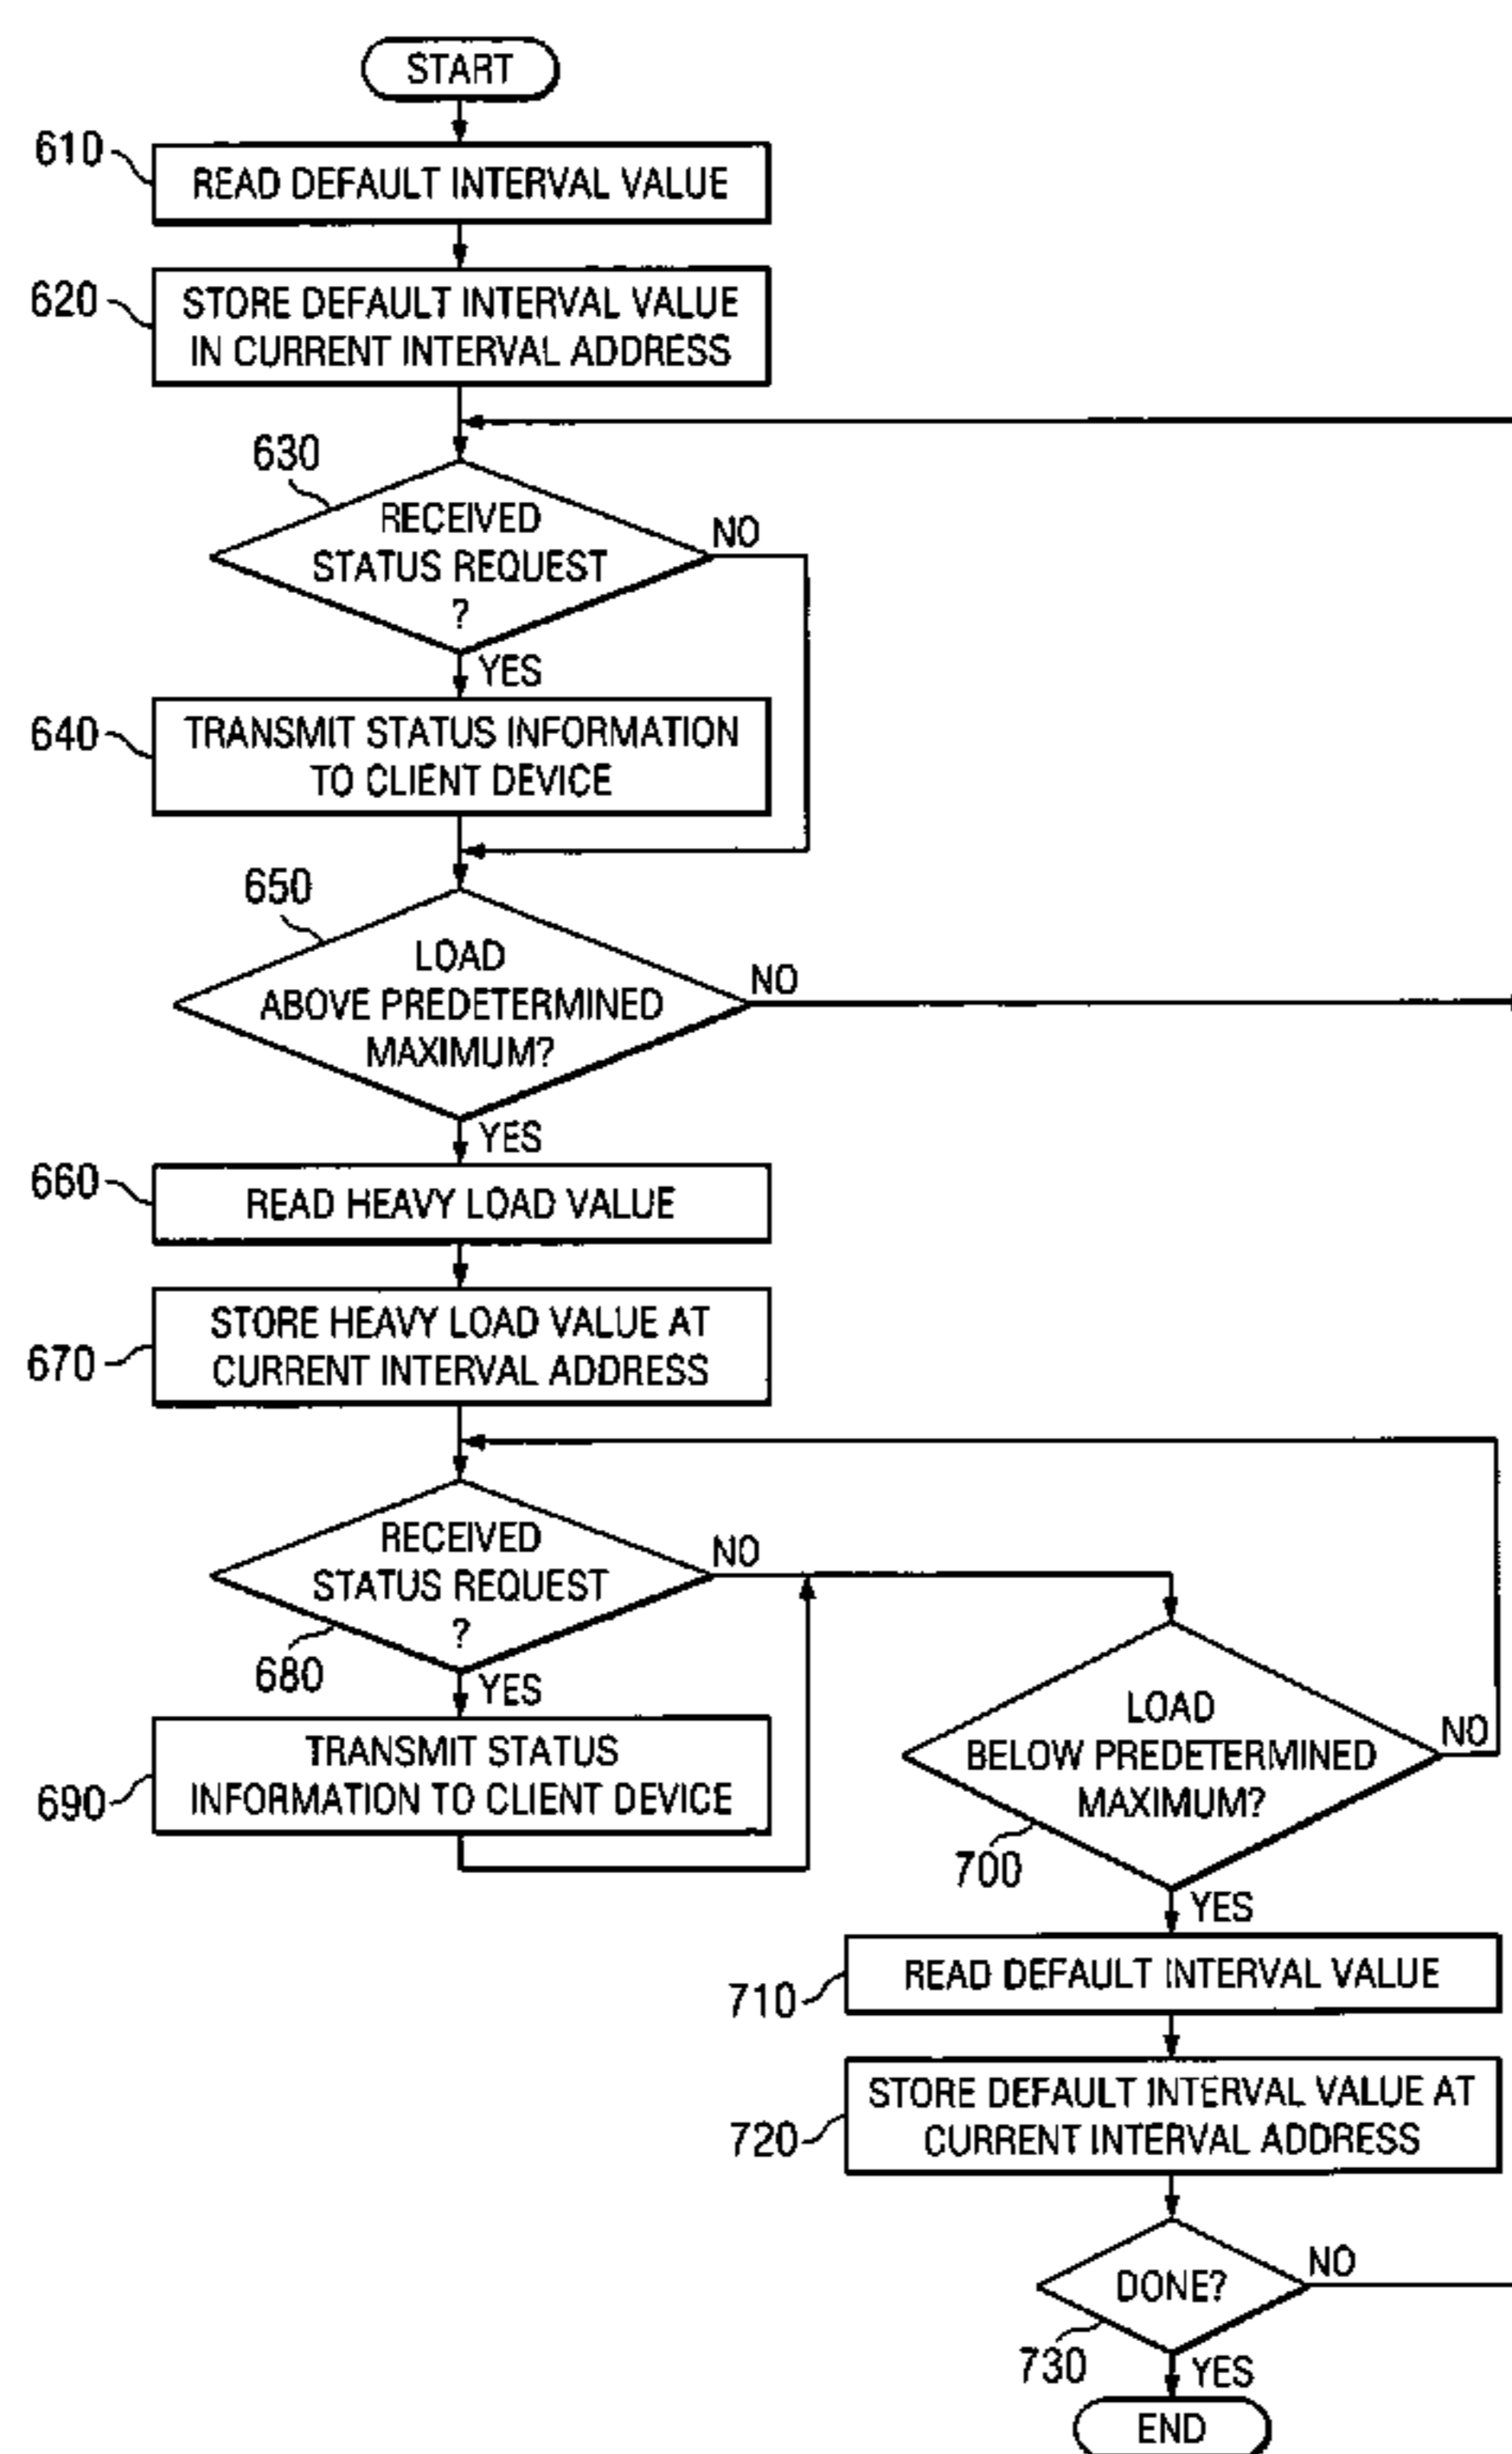 START
610
READ DEFAULT INTERVAL VALUE
620
STORE DEFAULT INTERVAL VALUE
IN CURRENT INTERVAL ADDRESS
630
RECEIVED
STATUS REQUEST
?
NO
YES
640
TRANSMIT STATUS INFORMATION
TO CLIENT DEVICE
650
LOAD
ABOVE PREDETERMINED
MAXIMUM?
NO
YES
660
READ HEAVY LOAD VALUE
670
STORE HEAVY LOAD VALUE AT
CURRENT INTERVAL ADDRESS
RECEIVED
STATUS REQUEST
?
NO
680
YES
690
TRANSMIT STATUS
INFORMATION TO CLIENT DEVICE
LOAD
BELOW PREDETERMINED
MAXIMUM?
NO
700
YES
710
READ DEFAULT INTERVAL VALUE
720
STORE DEFAULT INTERVAL VALUE AT
CURRENT INTERVAL ADDRESS
DONE?
NO
730
YES
END